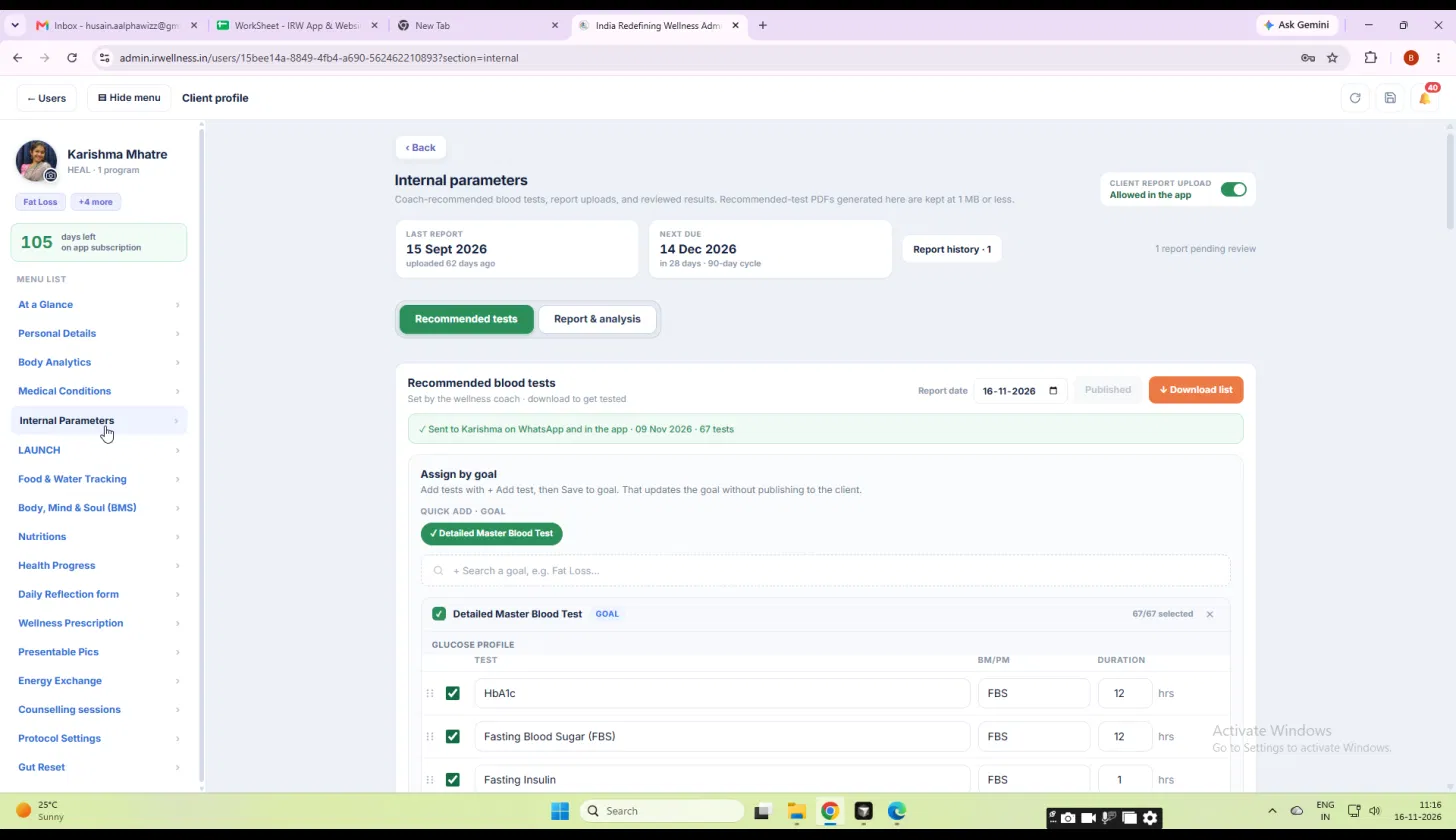 Inbox - husain.aalphawizz@gm
WorkSheet - IRW App & Websi
New Tab
India Redefining Wellness Adm
Ask Gemini
admin.irwellness.in/users/15bee14a-8849-4fb4-a690-562462210893?section=internal
B
← Users
Hide menu
Client profile
40
Karishma Mhatre
HEAL · 1 program
Fat Loss
+4 more
105 days left
on app subscription
MENU LIST
At a Glance
Personal Details
Body Analytics
Medical Conditions
Internal Parameters
LAUNCH
Food & Water Tracking
Body, Mind & Soul (BMS)
Nutritions
Health Progress
Daily Reflection form
Wellness Prescription
Presentable Pics
Energy Exchange
Counselling sessions
Protocol Settings
Gut Reset
‹ Back
Internal parameters
Coach-recommended blood tests, report uploads, and reviewed results. Recommended-test PDFs generated here are kept at 1 MB or less.
CLIENT REPORT UPLOAD
Allowed in the app
LAST REPORT
15 Sept 2026
uploaded 62 days ago
NEXT DUE
14 Dec 2026
in 28 days · 90-day cycle
Report history · 1
1 report pending review
Recommended tests
Report & analysis
Recommended blood tests
Set by the wellness coach · download to get tested
Report date
16-11-2026
Published
↓ Download list
✓ Sent to Karishma on WhatsApp and in the app · 09 Nov 2026 · 67 tests
Assign by goal
Add tests with + Add test, then Save to goal. That updates the goal without publishing to the client.
QUICK ADD · GOAL
✓ Detailed Master Blood Test
+ Search a goal, e.g. Fat Loss...
✓ Detailed Master Blood Test GOAL
67/67 selected ×
GLUCOSE PROFILE
TEST BM/PM DURATION
HbA1c FBS 12 hrs
Fasting Blood Sugar (FBS) FBS 12 hrs
Fasting Insulin FBS 1 hrs
Activate Windows
Go to Settings to activate Windows.
25°C
Sunny
Search
ENG
IN
11:16
16-11-2026